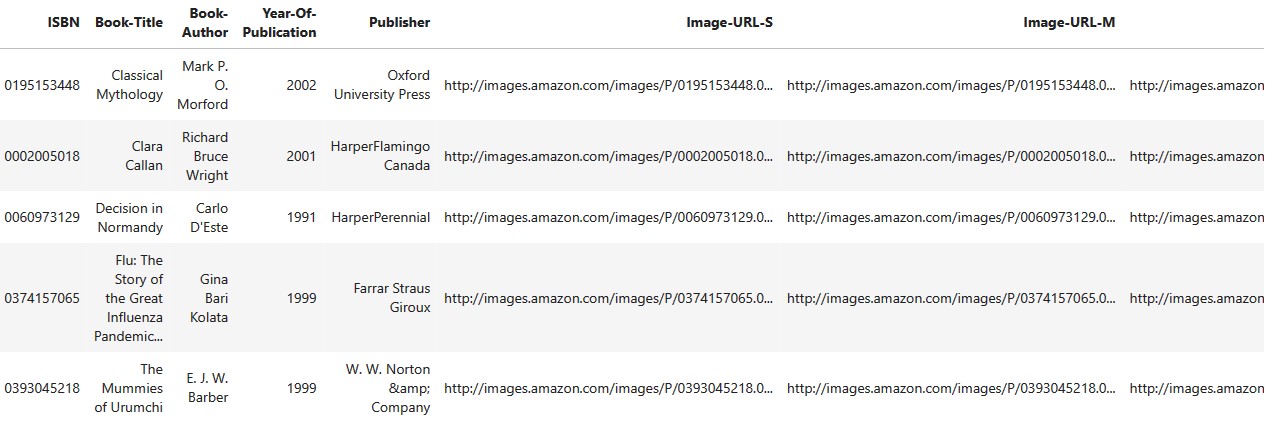 ISBN Book-Title Book-Author Year-Of-Publication Publisher Image-URL-S Image-URL-M
0195153448 Classical Mythology Mark P. O. Morford 2002 Oxford University Press http://images.amazon.com/images/P/0195153448.0... http://images.amazon.com/images/P/0195153448.0... http://images.amazon
0002005018 Clara Callan Richard Bruce Wright 2001 HarperFlamingo Canada http://images.amazon.com/images/P/0002005018.0... http://images.amazon.com/images/P/0002005018.0... http://images.amazon
0060973129 Decision in Normandy Carlo D'Este 1991 HarperPerennial http://images.amazon.com/images/P/0060973129.0... http://images.amazon.com/images/P/0060973129.0... http://images.amazon
0374157065 Flu: The Story of the Great Influenza Pandemic... Gina Bari Kolata 1999 Farrar Straus Giroux http://images.amazon.com/images/P/0374157065.0... http://images.amazon.com/images/P/0374157065.0... http://images.amazon
0393045218 The Mummies of Urumchi E. J. W. Barber 1999 W. W. Norton &amp; Company http://images.amazon.com/images/P/0393045218.0... http://images.amazon.com/images/P/0393045218.0... http://images.amazon